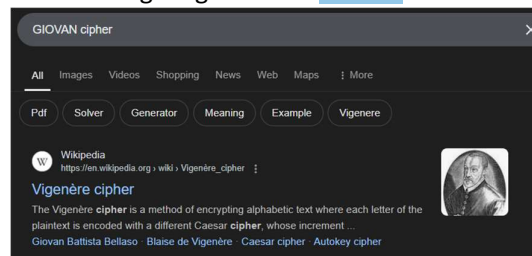 GIOVAN cipher
All Images Videos Shopping News Web Maps ⋮ More
Pdf Solver Generator Meaning Example Vigenere
W Wikipedia
https://en.wikipedia.org › wiki › Vigenère_cipher ⋮
Vigenère cipher
The Vigenère cipher is a method of encrypting alphabetic text where each letter of the
plaintext is encoded with a different Caesar cipher, whose increment ...
Giovan Battista Bellaso · Blaise de Vigenère · Caesar cipher · Autokey cipher